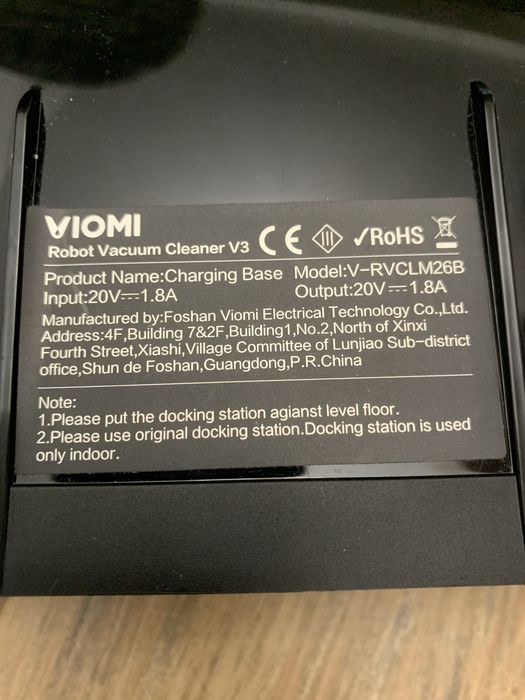 VIOMI
Robot Vacuum Cleaner V3 CE III ✓RoHS
Product Name:Charging Base Model:V-RVCLM26B
Input:20V⎓1.8A Output:20V⎓1.8A
Manufactured by:Foshan Viomi Electrical Technology Co.,Ltd.
Address:4F,Building 7&2F,Building1,No.2,North of Xinxi
Fourth Street,Xiashi,Village Committee of Lunjiao Sub-district
office,Shun de Foshan,Guangdong,P.R.China
Note:
1.Please put the docking station agianst level floor.
2.Please use original docking station.Docking station is used
only indoor.